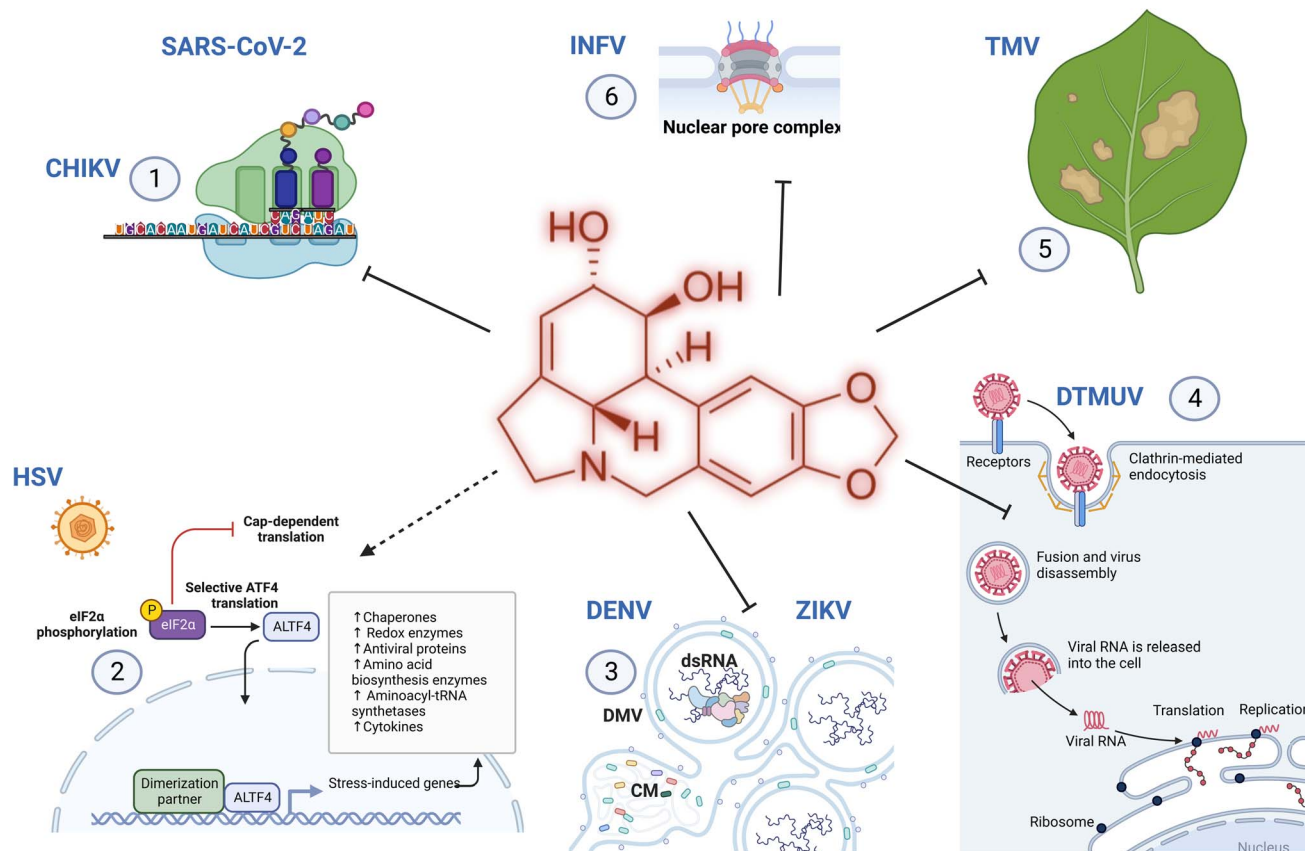 SARS-CoV-2
CHIKV
1
UGCACAAUGAUCAUCGUCUAGAU
INFV
6
Nuclear pore complex
TMV
5
HO
OH
H
H
N
O
O
HSV
Cap-dependent
translation
Selective ATF4
translation
P
eIF2α
phosphorylation
eIF2α
ALTF4
2
↑Chaperones
↑ Redox enzymes
↑Antiviral proteins
↑Amino acid
biosynthesis enzymes
↑ Aminoacyl-tRNA
synthetases
↑Cytokines
Dimerization
partner
ALTF4
Stress-induced genes
DENV
ZIKV
3
dsRNA
DMV
CM
DTMUV
4
Receptors
Clathrin-mediated
endocytosis
Fusion and virus
disassembly
Viral RNA is released
into the cell
Translation
Replication
Viral RNA
Ribosome
Nucleus